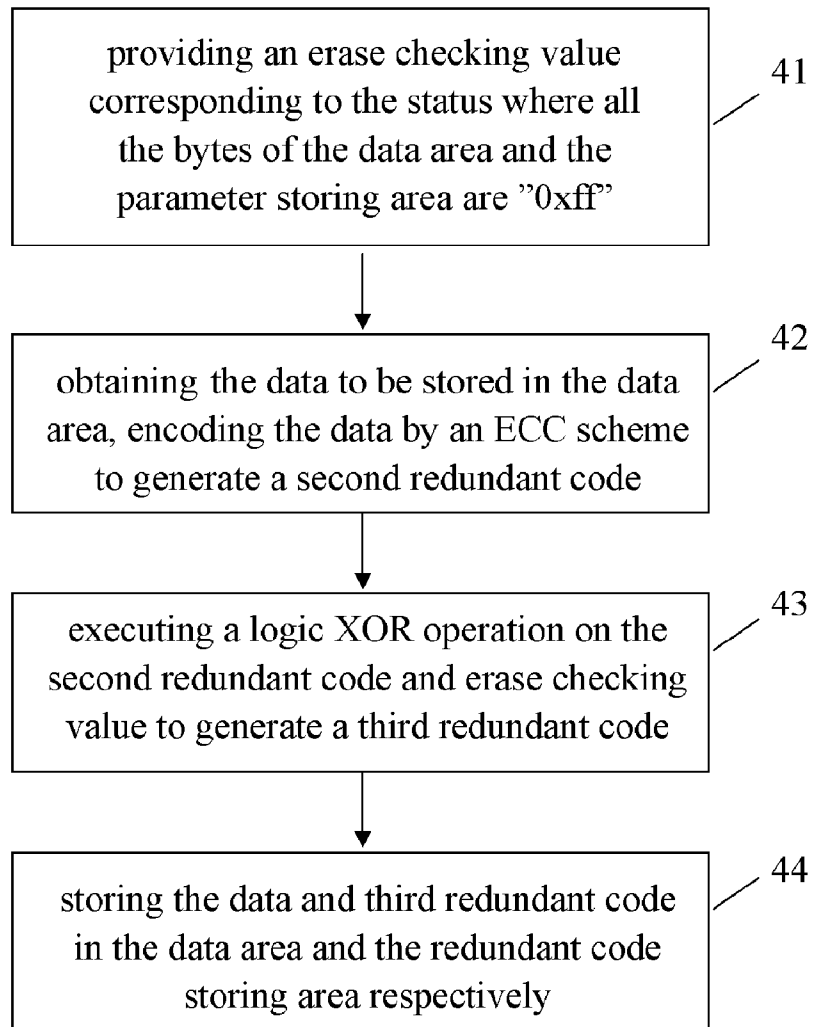 providing an erase checking value
corresponding to the status where all
the bytes of the data area and the
parameter storing area are ”0xff”
41
obtaining the data to be stored in the data
area, encoding the data by an ECC scheme
to generate a second redundant code
42
executing a logic XOR operation on the
second redundant code and erase checking
value to generate a third redundant code
43
storing the data and third redundant code
in the data area and the redundant code
storing area respectively
44